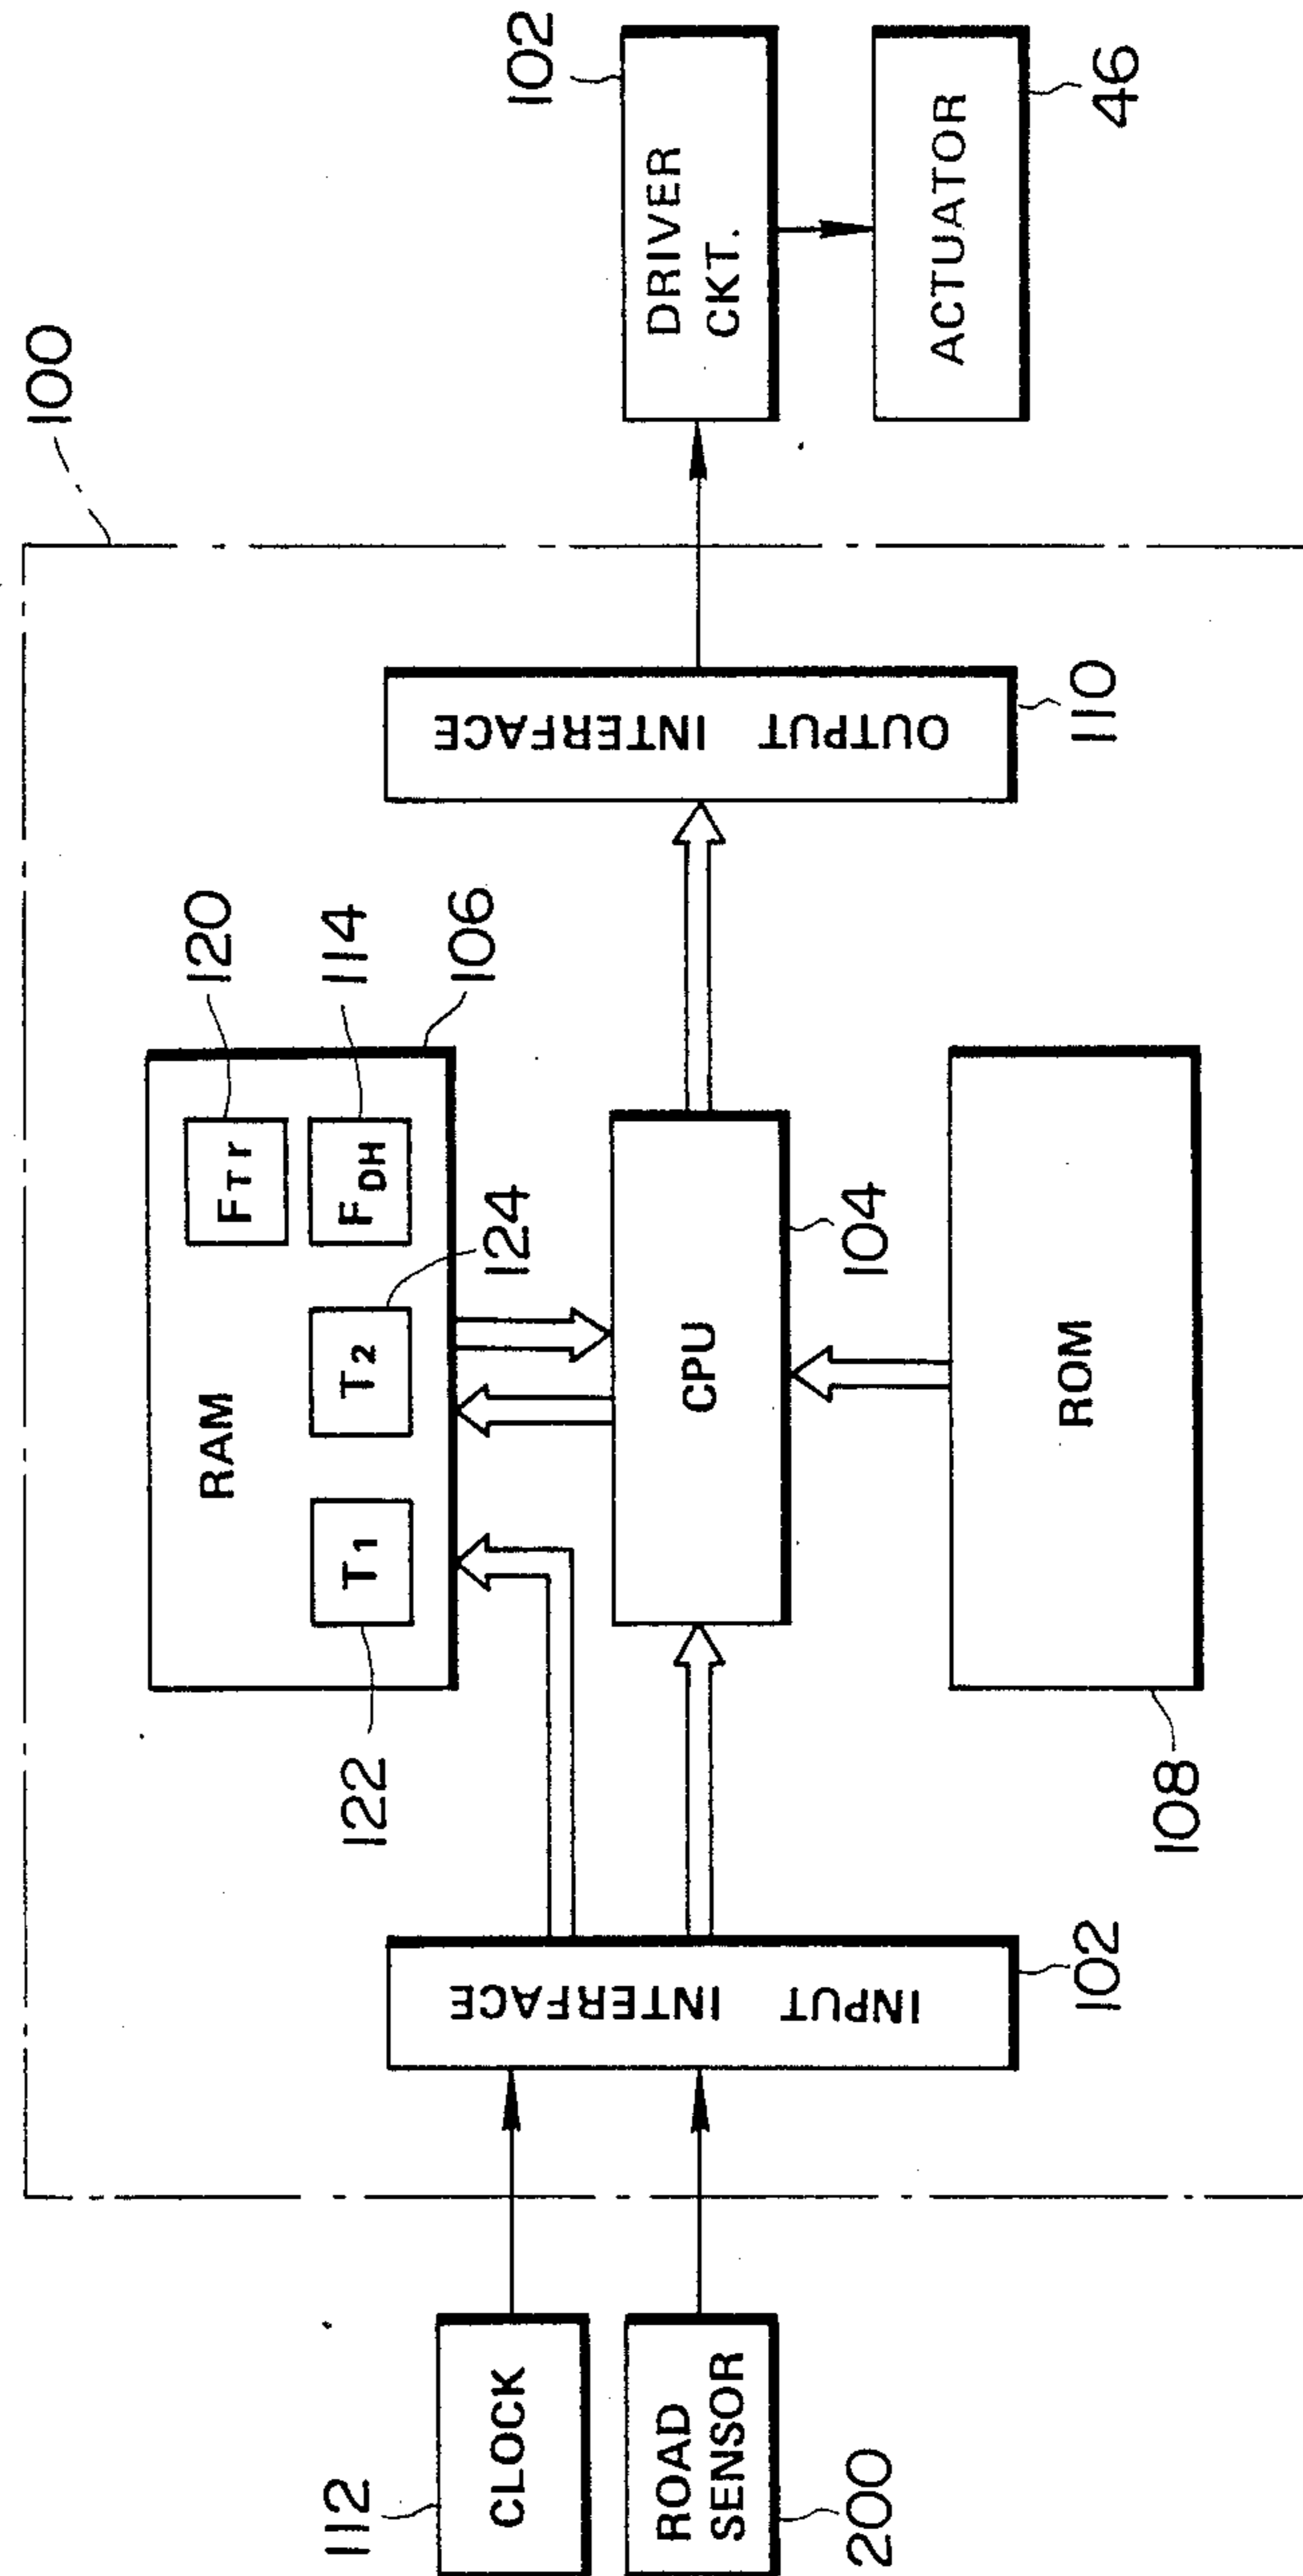 100
112
CLOCK
ROAD
SENSOR
200
INPUT INTERFACE
102
RAM
T1
122
T2
124
FTr
120
FDH
114
106
CPU
104
ROM
108
OUTPUT INTERFACE
110
DRIVER
CKT.
102
ACTUATOR
46